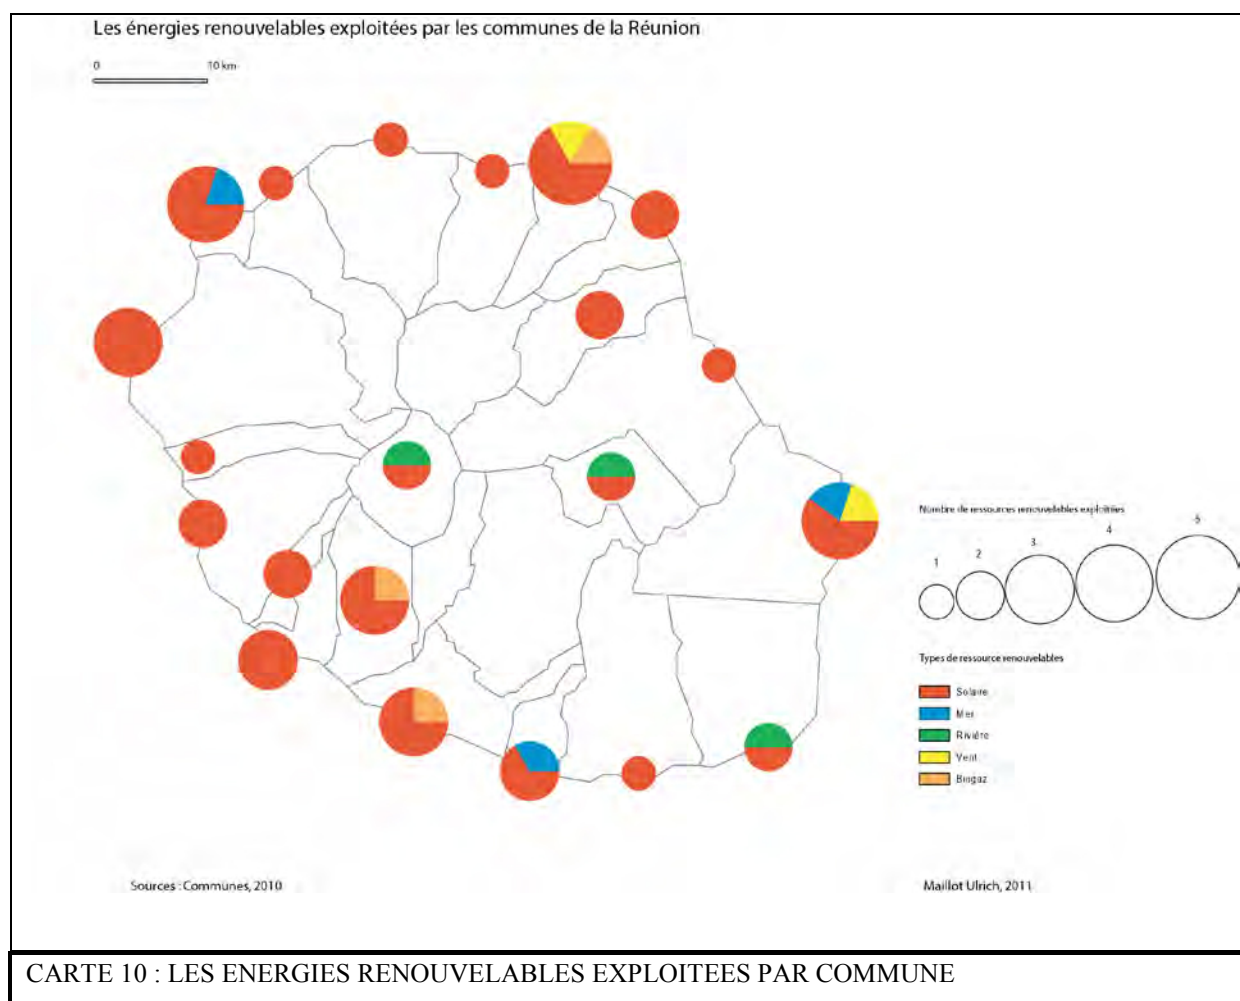 Les énergies renouvelables exploitées par les communes de la Réunion
0 10 km
Nombre de ressources renouvelables exploitées
1 2 3 4 5
Types de ressource renouvelables
Solaire
Mer
Rivière
Vent
Biogaz
Sources : Communes, 2010
Maillot Ulrich, 2011
CARTE 10 : LES ENERGIES RENOUVELABLES EXPLOITEES PAR COMMUNE